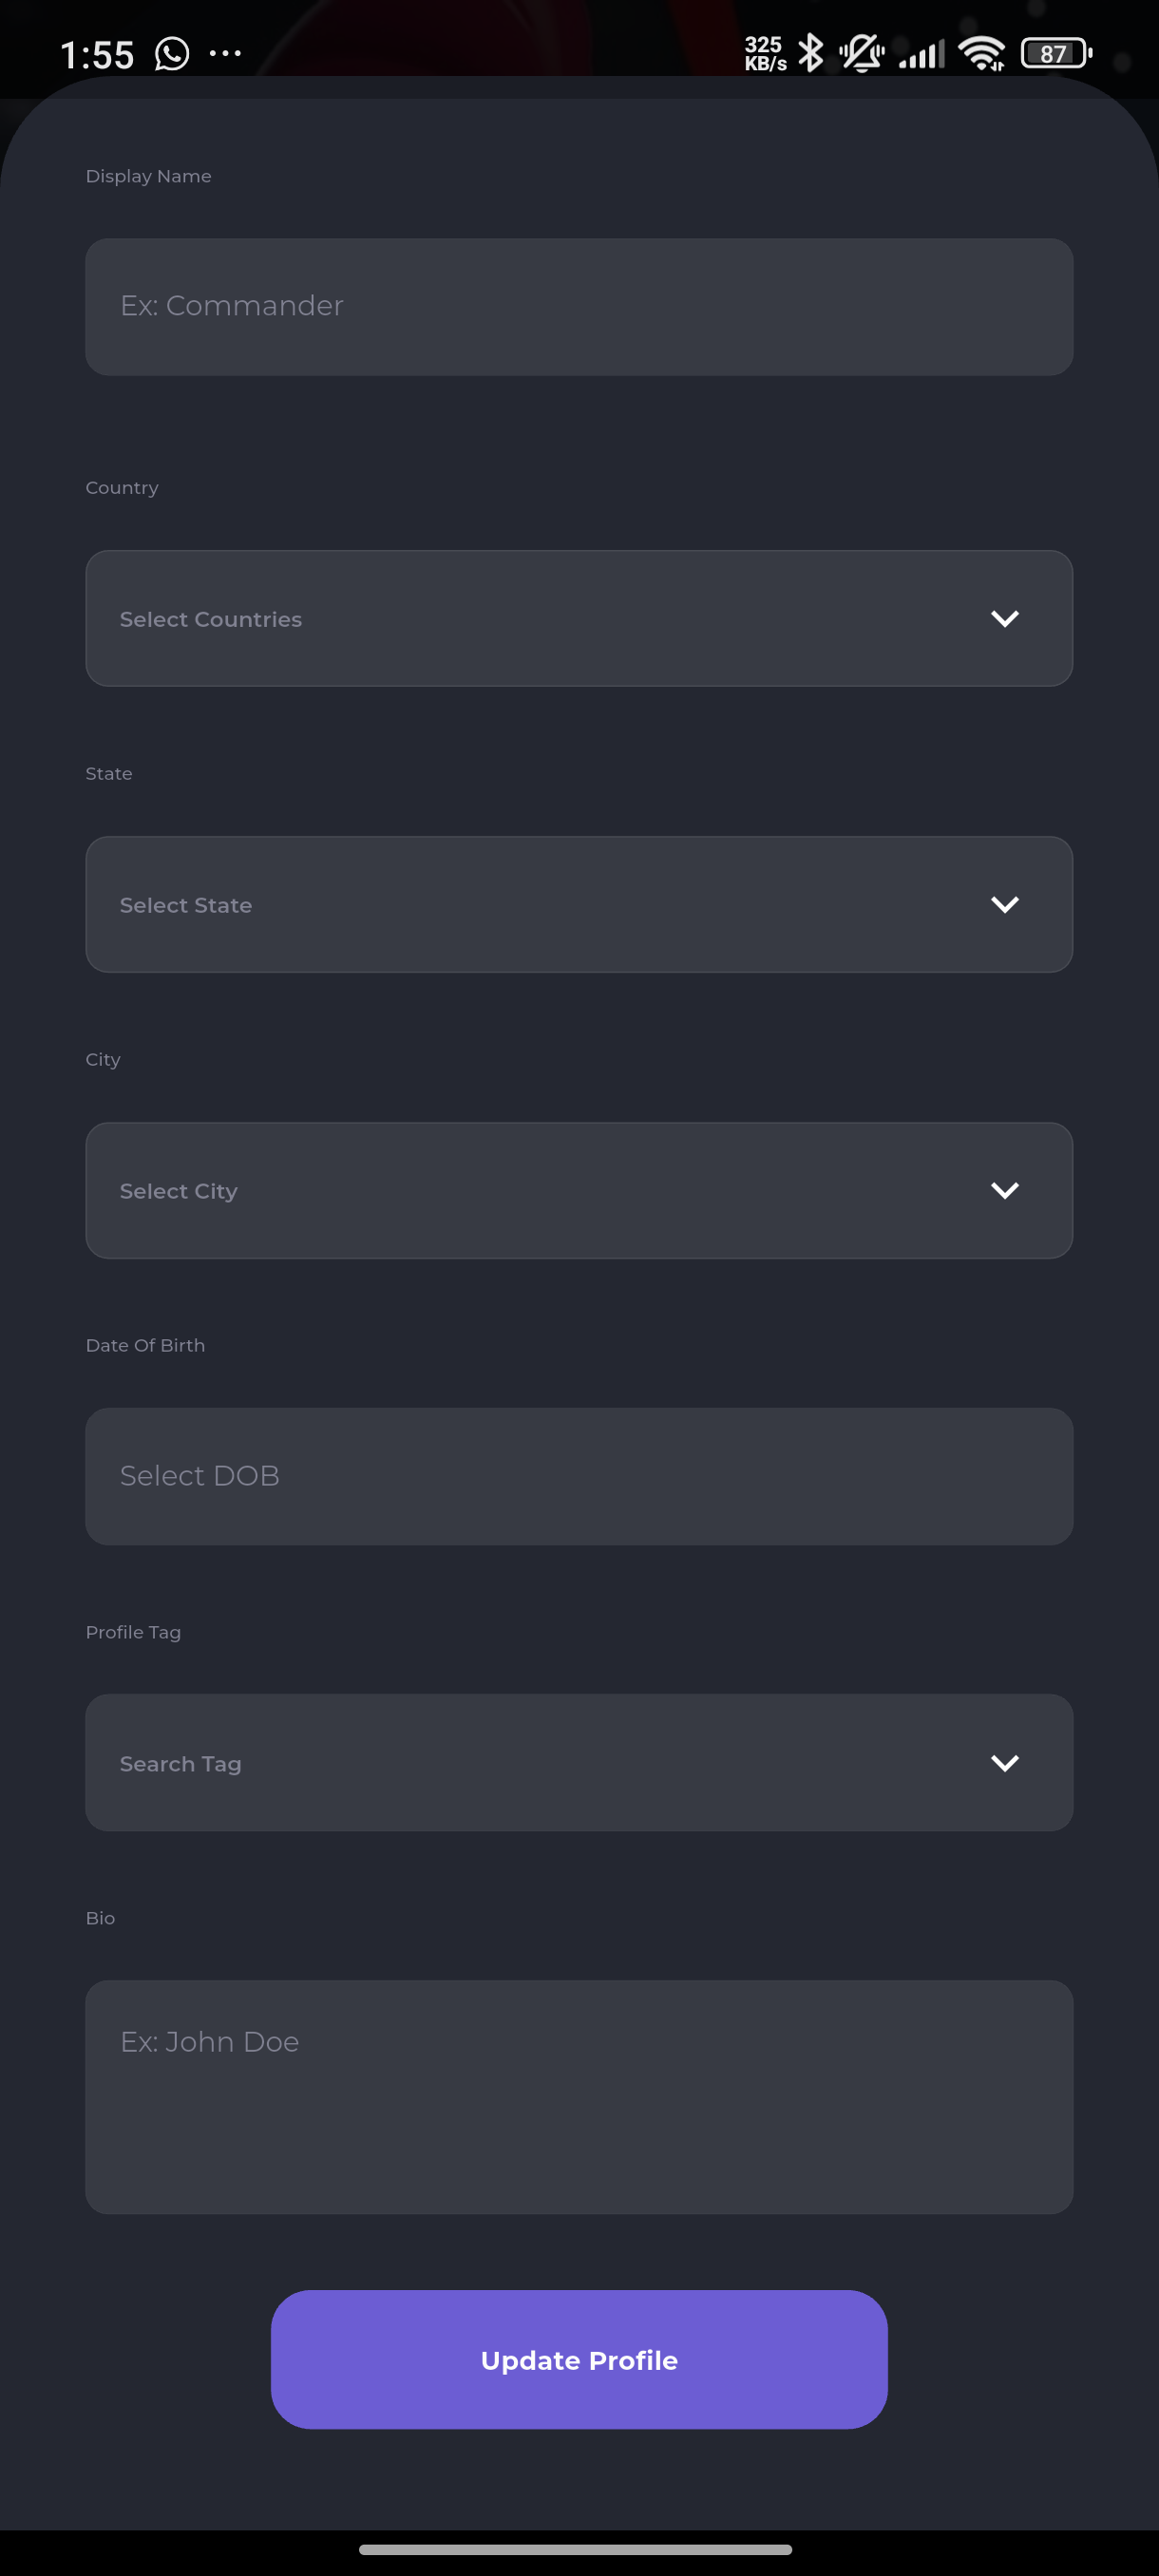 1:55 ... 325 KB/s 87
Display Name
Ex: Commander
Country
Select Countries
State
Select State
City
Select City
Date Of Birth
Select DOB
Profile Tag
Search Tag
Bio
Ex: John Doe
Update Profile